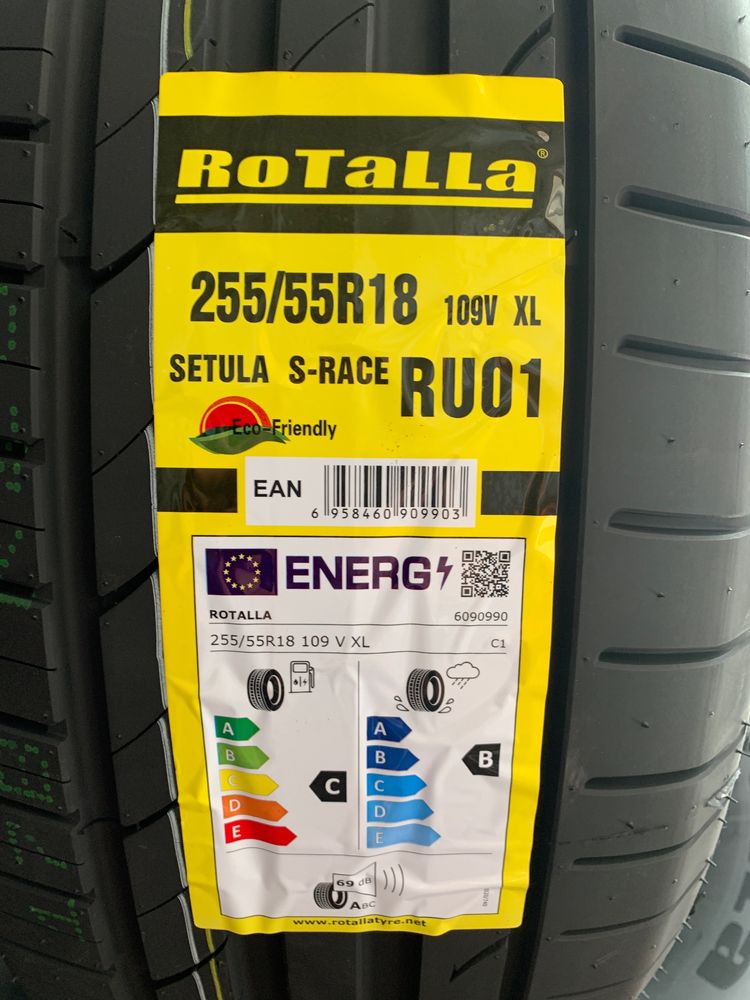 RoTaLLa®
255/55R18 109V XL
SETULA S-RACE RU01
Eco-Friendly
EAN
6 958460 909903
ENERG
ROTALLA 6090990
255/55R18 109 V XL C1
A A
B B B
C C C
D D
E E
69 dB
ABC
www.rotallatyre.net